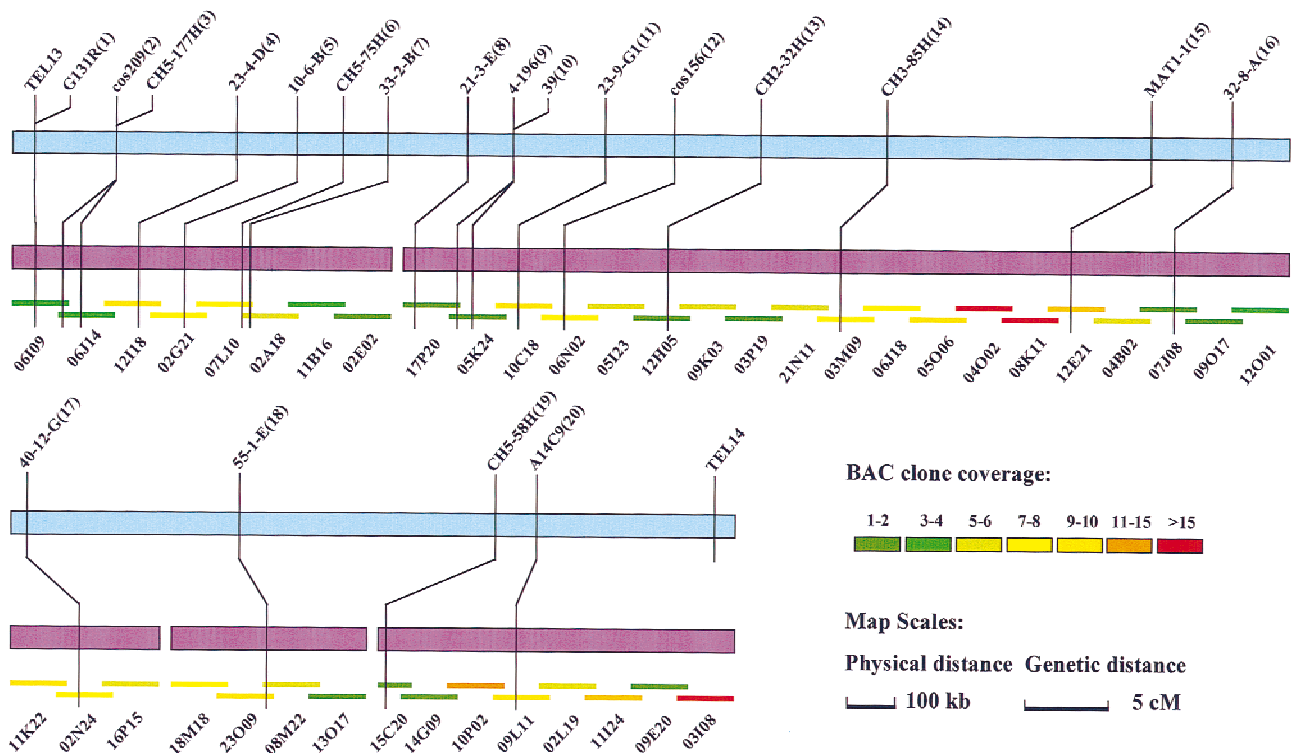 TEL13
G131R(1)
cos209(2)
CH5-177H(3)
23-4-D(4)
10-6-B(5)
CH5-75H(6)
33-2-B(7)
21-3-E(8)
4-196(9)
39(10)
23-9-G1(11)
cos156(12)
CH2-32H(13)
CH3-85H(14)
MAT1-1(15)
32-8-A(16)
06I09
06J14
12I18
02G21
07L10
02A18
11B16
02E02
17P20
05K24
10C18
06N02
05I23
12H05
09K03
03P19
21N11
03M09
06J18
05O06
04O02
08K11
12E21
04B02
07J08
09O17
12O01
40-12-G(17)
55-1-E(18)
CH5-58H(19)
A14C9(20)
TEL14
11K22
02N24
16P15
18M18
23O09
08M22
13O17
15C20
14G09
10P02
09L11
02L19
11I24
09E20
03I08
BAC clone coverage:
1-2 3-4 5-6 7-8 9-10 11-15 >15
Map Scales:
Physical distance Genetic distance
100 kb 5 cM